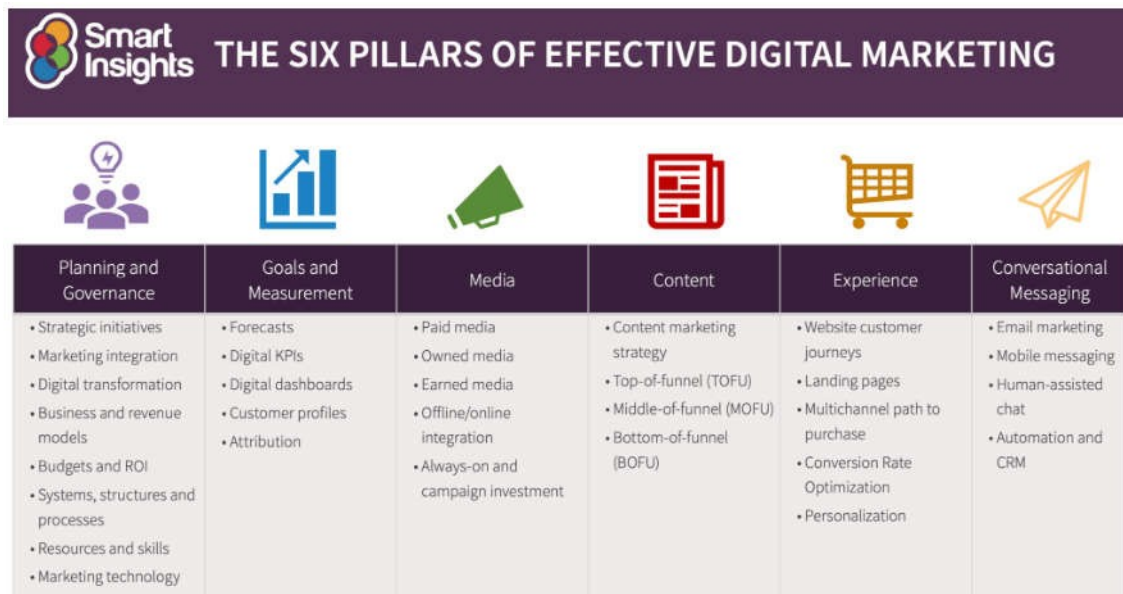 Smart
Insights
THE SIX PILLARS OF EFFECTIVE DIGITAL MARKETING
Planning and
Governance
• Strategic initiatives
• Marketing integration
• Digital transformation
• Business and revenue
models
• Budgets and ROI
• Systems, structures and
processes
• Resources and skills
• Marketing technology
Goals and
Measurement
• Forecasts
• Digital KPIs
• Digital dashboards
• Customer profiles
• Attribution
Media
• Paid media
• Owned media
• Earned media
• Offline/online
integration
• Always-on and
campaign investment
Content
• Content marketing
strategy
• Top-of-funnel (TOFU)
• Middle-of-funnel (MOFU)
• Bottom-of-funnel
(BOFU)
Experience
• Website customer
journeys
• Landing pages
• Multichannel path to
purchase
• Conversion Rate
Optimization
• Personalization
Conversational
Messaging
• Email marketing
• Mobile messaging
• Human-assisted
chat
• Automation and
CRM